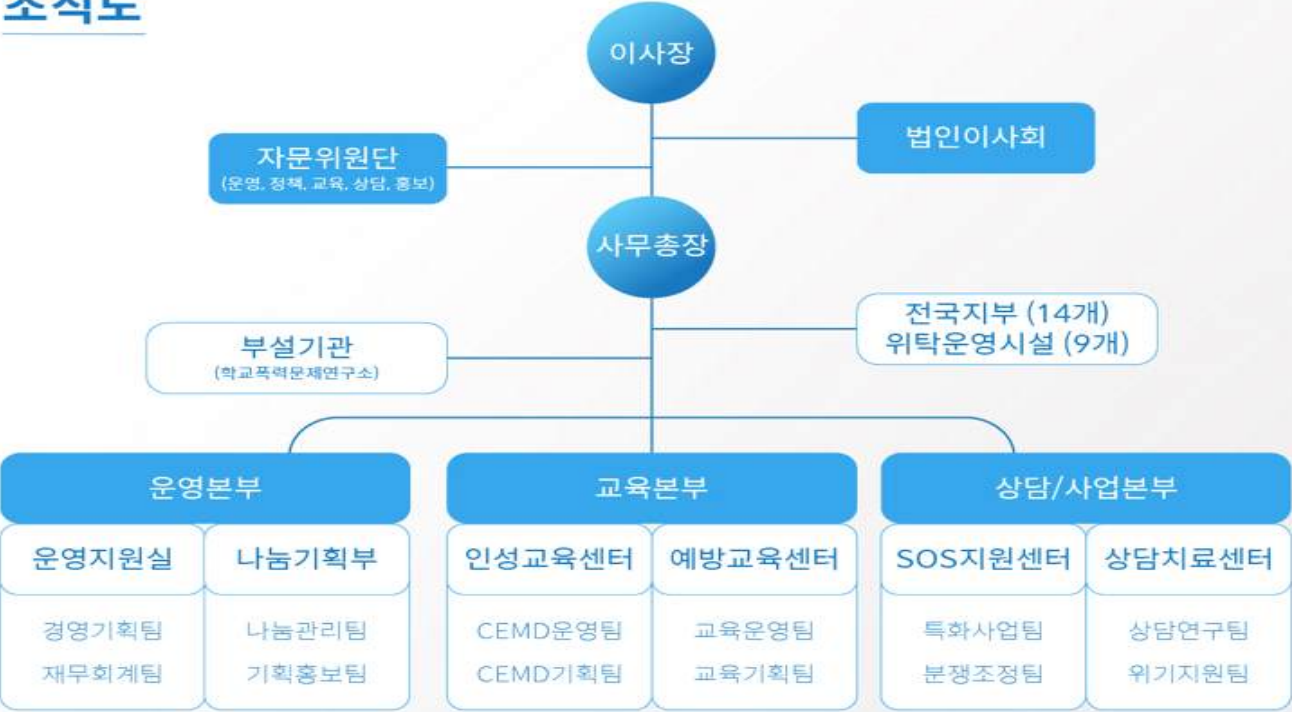 조직도
이사장
법인이사회
자문위원단
(운영, 정책, 교육, 상담, 홍보)
사무총장
전국지부 (14개)
위탁운영시설 (9개)
부설기관
(학교폭력문제연구소)
운영본부
교육본부
상담/사업본부
운영지원실
나눔기획부
인성교육센터
예방교육센터
SOS지원센터
상담치료센터
경영기획팀
나눔관리팀
CEMD운영팀
교육운영팀
특화사업팀
상담연구팀
재무회계팀
기획홍보팀
CEMD기획팀
교육기획팀
분쟁조정팀
위기지원팀